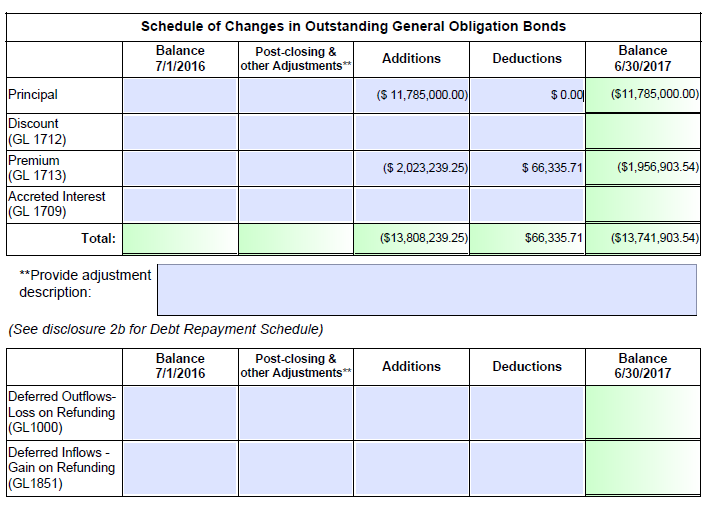 Schedule of Changes in Outstanding General Obligation Bonds
Balance 7/1/2016 Post-closing & other Adjustments** Additions Deductions Balance 6/30/2017
Principal ($ 11,785,000.00) $ 0.00 ($11,785,000.00)
Discount
(GL 1712)
Premium
(GL 1713) ($ 2,023,239.25) $ 66,335.71 ($1,956,903.54)
Accreted Interest
(GL 1709)
Total: ($13,808,239.25) $66,335.71 ($13,741,903.54)
**Provide adjustment
description:
(See disclosure 2b for Debt Repayment Schedule)
Balance 7/1/2016 Post-closing & other Adjustments** Additions Deductions Balance 6/30/2017
Deferred Outflows-
Loss on Refunding
(GL1000)
Deferred Inflows -
Gain on Refunding
(GL1851)